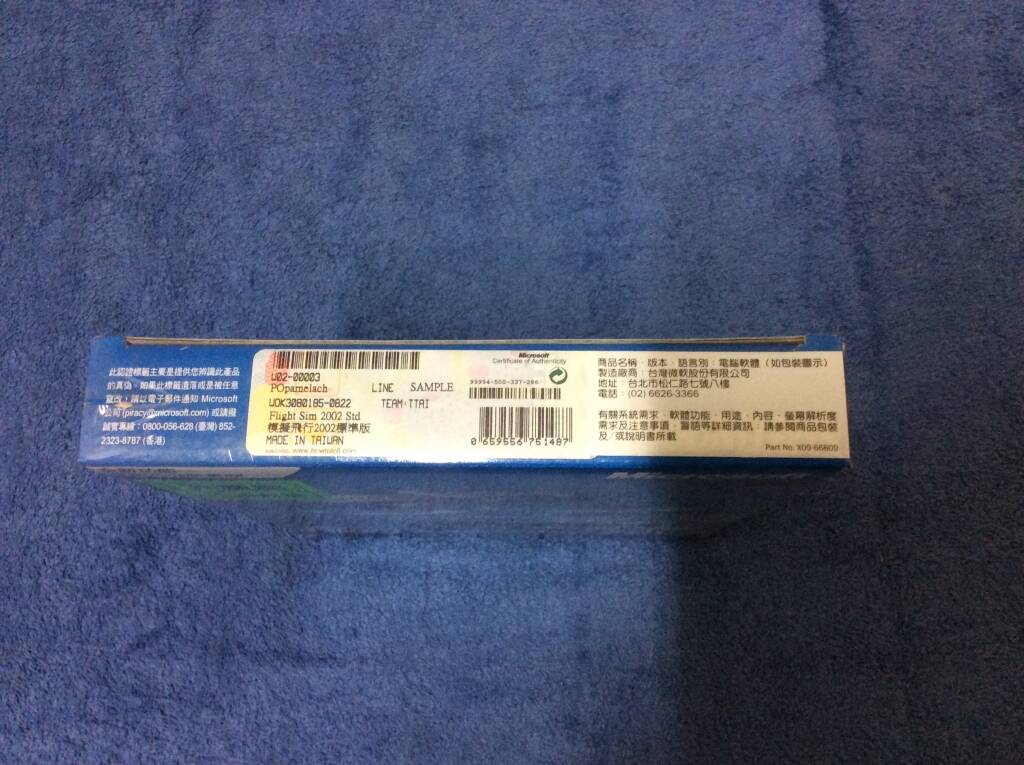 此認證標籤主要是提供您辨識此產品
的真偽。如果此標籤遺落或是被任意
竄改，請以電子郵件通知 Microsoft
公司 (piracy@microsoft.com) 或請撥
誠實專線：0800-056-628 (臺灣) 852-
2323-8787 (香港)
W02-00003
POpamelach LINE SAMPLE
WOK3080185-0822 TEAM-TTAI
Flight Sim 2002 Std
模擬飛行2002標準版
MADE IN TAIWAN
Microsoft
Certificate of Authenticity
99994-500-337-286
0 659556 751487
商品名稱、版本、語言別：電腦軟體（如包裝圖示）
製造廠商：台灣微軟股份有限公司
地址：台北市松仁路七號八樓
電話：(02) 6626-3366
有關系統需求、軟體功能、用途、內容、螢幕解析度
需求及注意事項、警語等詳細資訊：請參閱商品包裝
及/或說明書所載
Part No. X09-66809